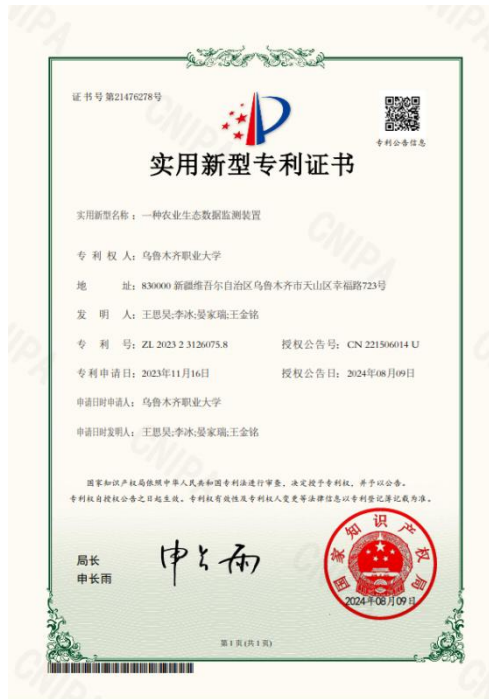 证书号第21476278号
专利公告信息
实用新型专利证书
实用新型名称：一种农业生态数据监测装置
专利权人：乌鲁木齐职业大学
地址：830000 新疆维吾尔自治区乌鲁木齐市天山区幸福路723号
发明人：王思昊;李冰;晏家瑞;王金铭
专利号：ZL 2023 2 3126075.8 授权公告号：CN 221506014 U
专利申请日：2023年11月16日 授权公告日：2024年08月09日
申请日时申请人：乌鲁木齐职业大学
申请日时发明人：王思昊;李冰;晏家瑞;王金铭
国家知识产权局依照中华人民共和国专利法进行审查，决定授予专利权，并予以公告。
专利权自授权公告之日起生效。专利权有效性及专利权人变更等法律信息以专利登记簿记载为准。
局长
申长雨
申长雨
国家知识产权局
2024年08月09日
第1页(共1页)
CNIPA
CNIPA
CNIPA
CNIPA